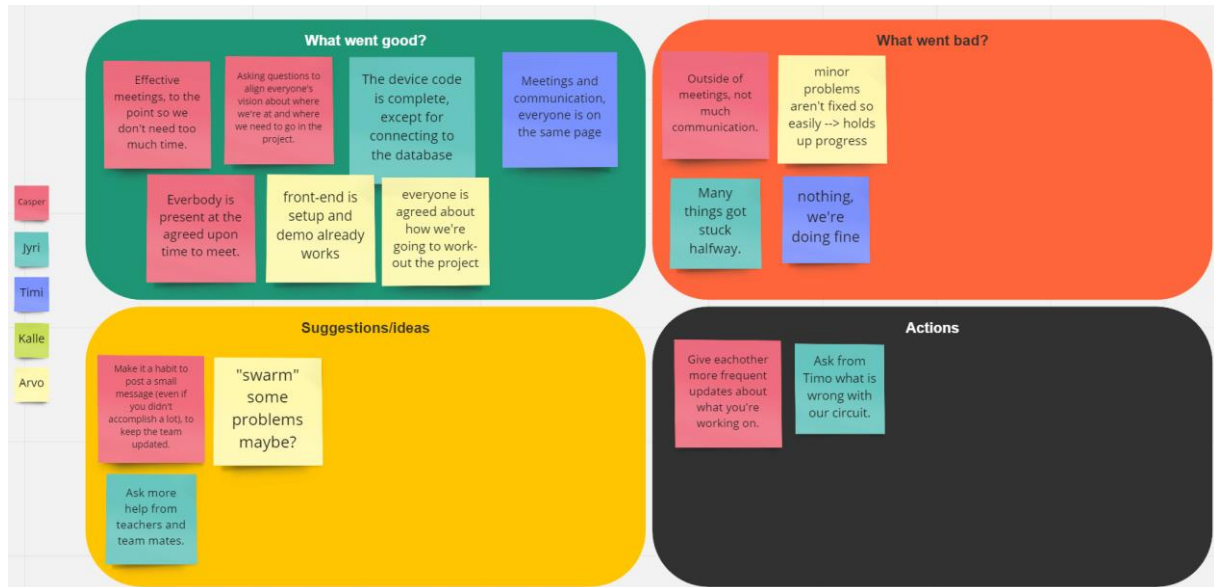 What went good?
Effective
meetings, to the
point so we
don't need too
much time.
Asking questions to
align everyone's
vision about where
we're at and where
we need to go in the
project.
The device code
is complete,
except for
connecting to
the database
Meetings and
communication,
everyone is on
the same page
Everbody is
present at the
agreed upon
time to meet.
front-end is
setup and
demo already
works
everyone is
agreed about
how we're
going to work-
out the project
What went bad?
Outside of
meetings, not
much
communication.
minor
problems
aren't fixed so
easily --> holds
up progress
Many
things got
stuck
halfway.
nothing,
we're
doing fine
Casper
Jyri
Timi
Kalle
Arvo
Suggestions/ideas
Make it a habit to
post a small
message (even if
you didn't
accomplish a lot), to
keep the team
updated.
"swarm"
some
problems
maybe?
Ask more
help from
teachers and
team mates.
Actions
Give eachother
more frequent
updates about
what you're
working on.
Ask from
Timo what is
wrong with
our circuit.